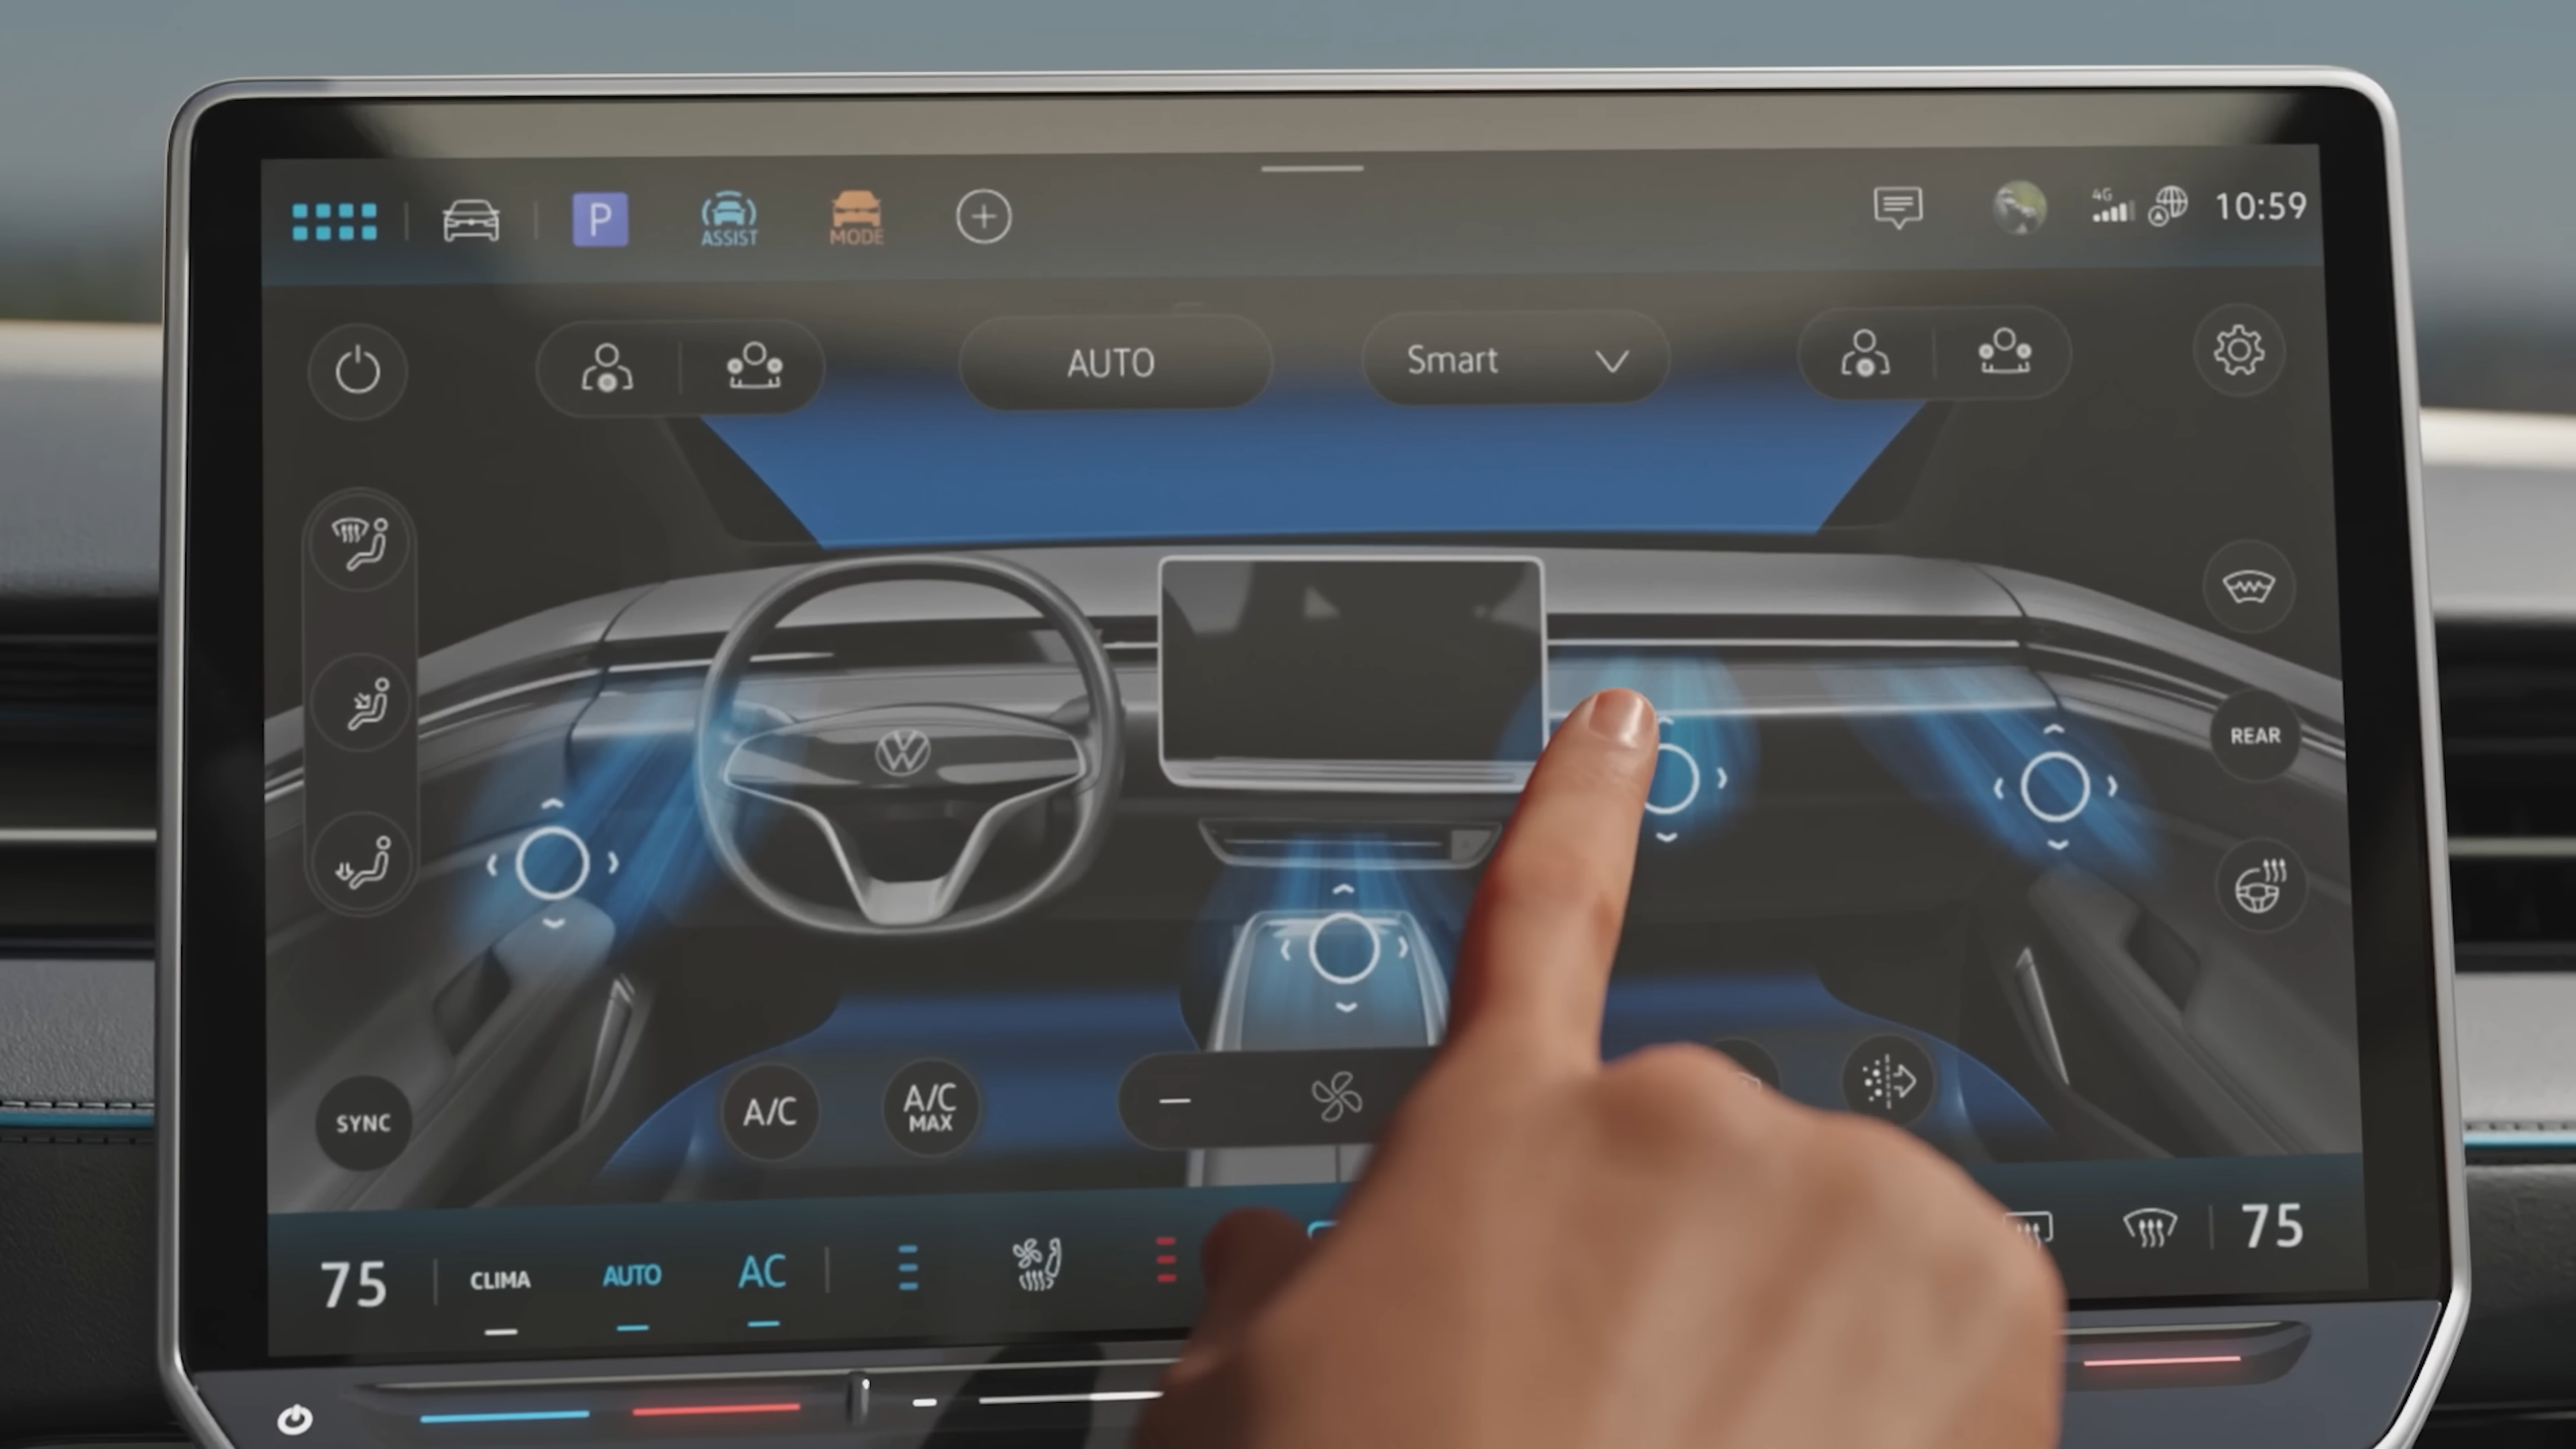 P
ASSIST
MODE
4G
10:59
AUTO
Smart
REAR
SYNC
A/C
A/C
MAX
75
CLIMA
AUTO
AC
75